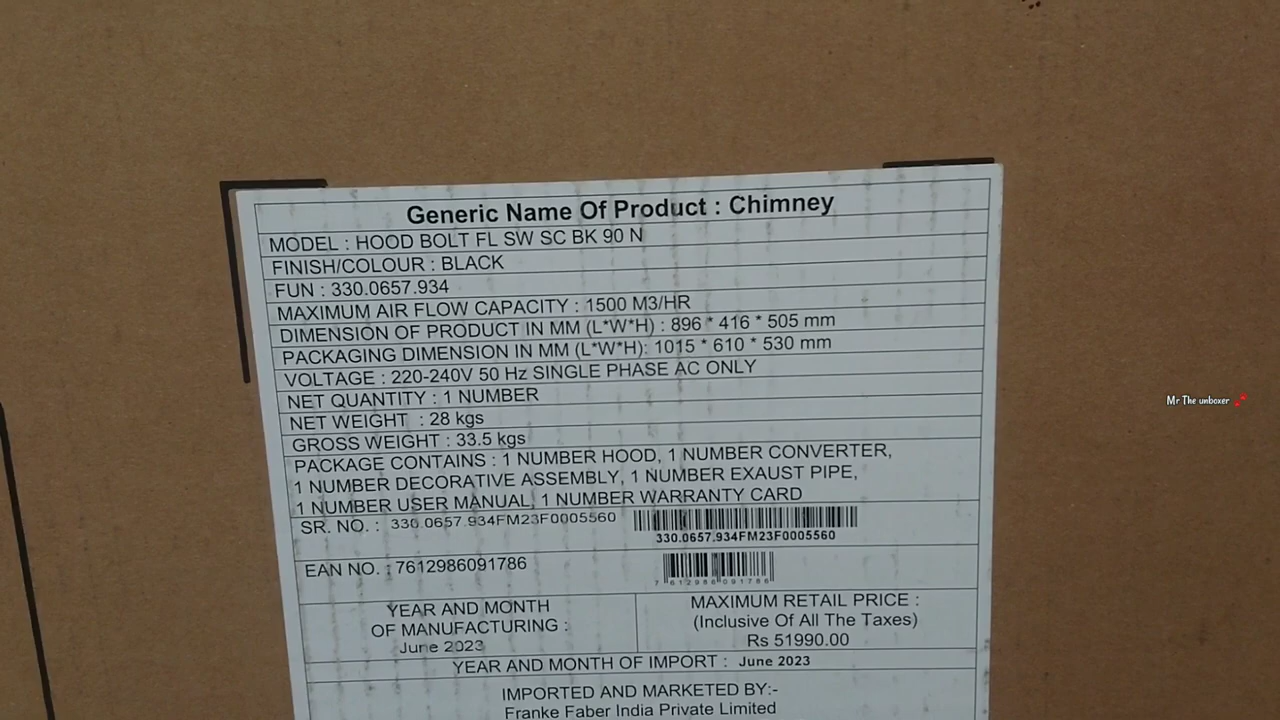 Generic Name Of Product : Chimney
MODEL : HOOD BOLT FL SW SC BK 90 N
FINISH/COLOUR : BLACK
FUN : 330.0657.934
MAXIMUM AIR FLOW CAPACITY : 1500 M3/HR
DIMENSION OF PRODUCT IN MM (L*W*H) : 896 * 416 * 505 mm
PACKAGING DIMENSION IN MM (L*W*H): 1015 * 610 * 530 mm
VOLTAGE : 220-240V 50 Hz SINGLE PHASE AC ONLY
NET QUANTITY : 1 NUMBER
NET WEIGHT : 28 kgs
GROSS WEIGHT : 33.5 kgs
PACKAGE CONTAINS : 1 NUMBER HOOD, 1 NUMBER CONVERTER,
1 NUMBER DECORATIVE ASSEMBLY, 1 NUMBER EXAUST PIPE,
1 NUMBER USER MANUAL, 1 NUMBER WARRANTY CARD
SR. NO. : 330.0657.934FM23F0005560
330.0657.934FM23F0005560
EAN NO. : 7612986091786
7 612986 091786
YEAR AND MONTH
OF MANUFACTURING :
June 2023
MAXIMUM RETAIL PRICE :
(Inclusive Of All The Taxes)
Rs 51990.00
YEAR AND MONTH OF IMPORT : June 2023
IMPORTED AND MARKETED BY:-
Franke Faber India Private Limited
Mr The unboxer